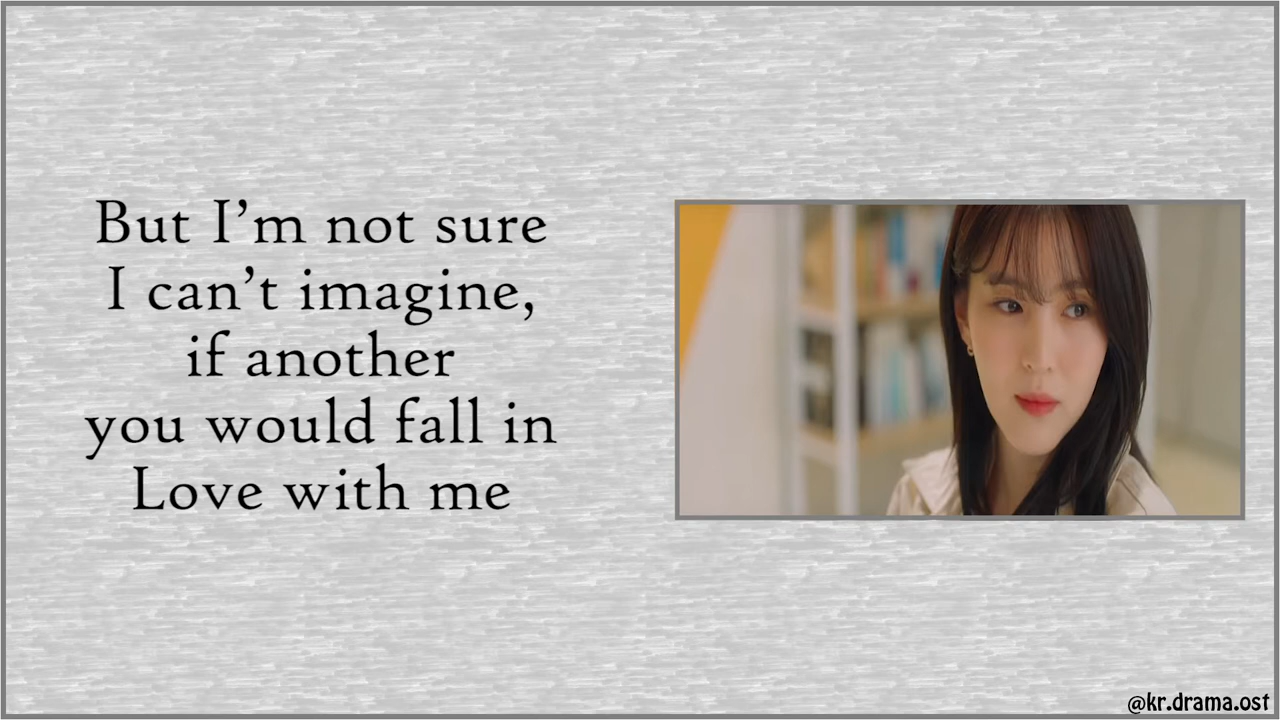 But I’m not sure
I can’t imagine,
if another
you would fall in
Love with me
@kr.drama.ost